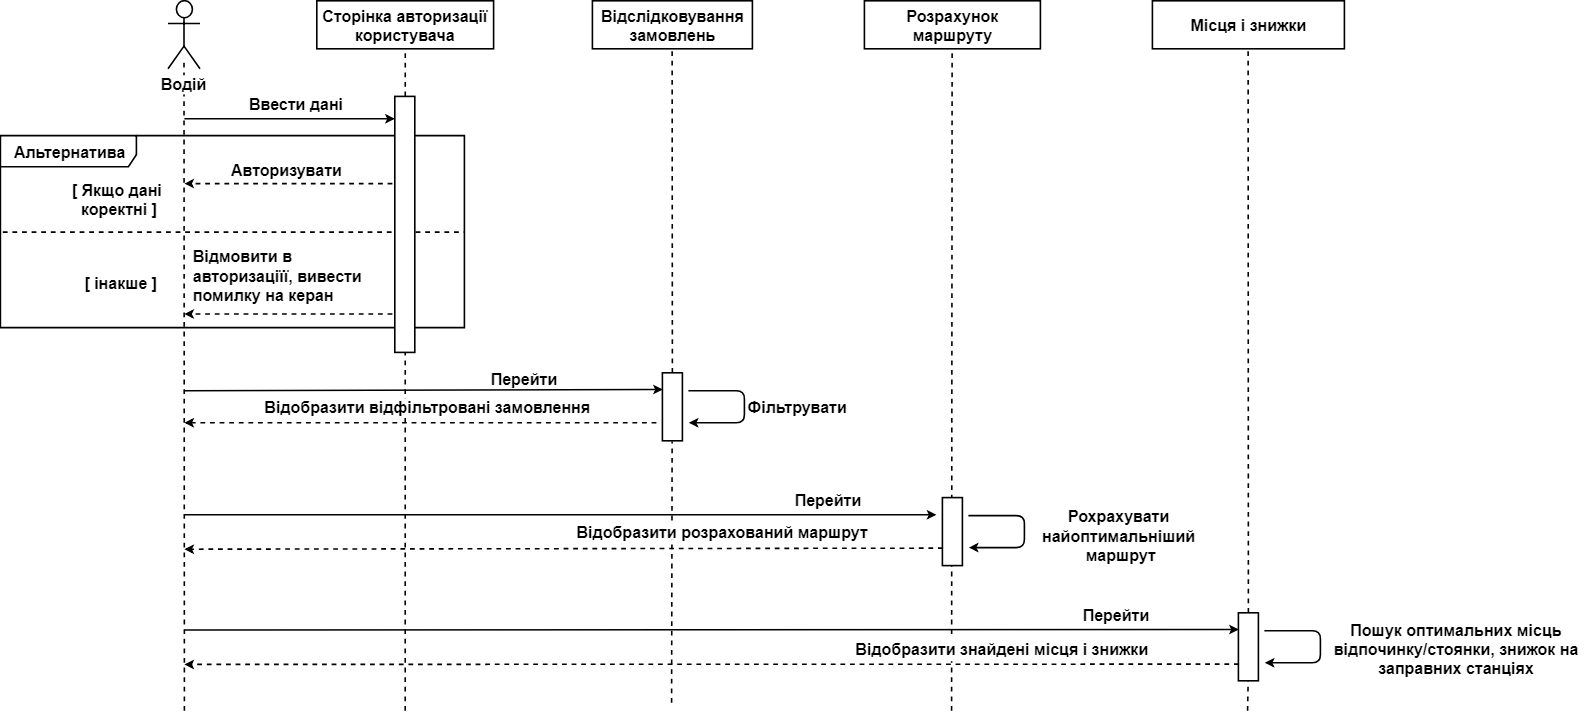 Водій
Сторінка авторизації
користувача
Відслідковування
замовлень
Розрахунок
маршруту
Місця і знижки
Ввести дані
Альтернатива
Авторизувати
[ Якщо дані
коректні ]
Відмовити в
авторизаціїї, вивести
помилку на керан
[ інакше ]
Перейти
Відобразити відфільтровані замовлення
Фільтрувати
Перейти
Відобразити розрахований маршрут
Рохрахувати
найоптимальніший
маршрут
Перейти
Відобразити знайдені місця і знижки
Пошук оптимальних місць
відпочинку/стоянки, знижок на
заправних станціях